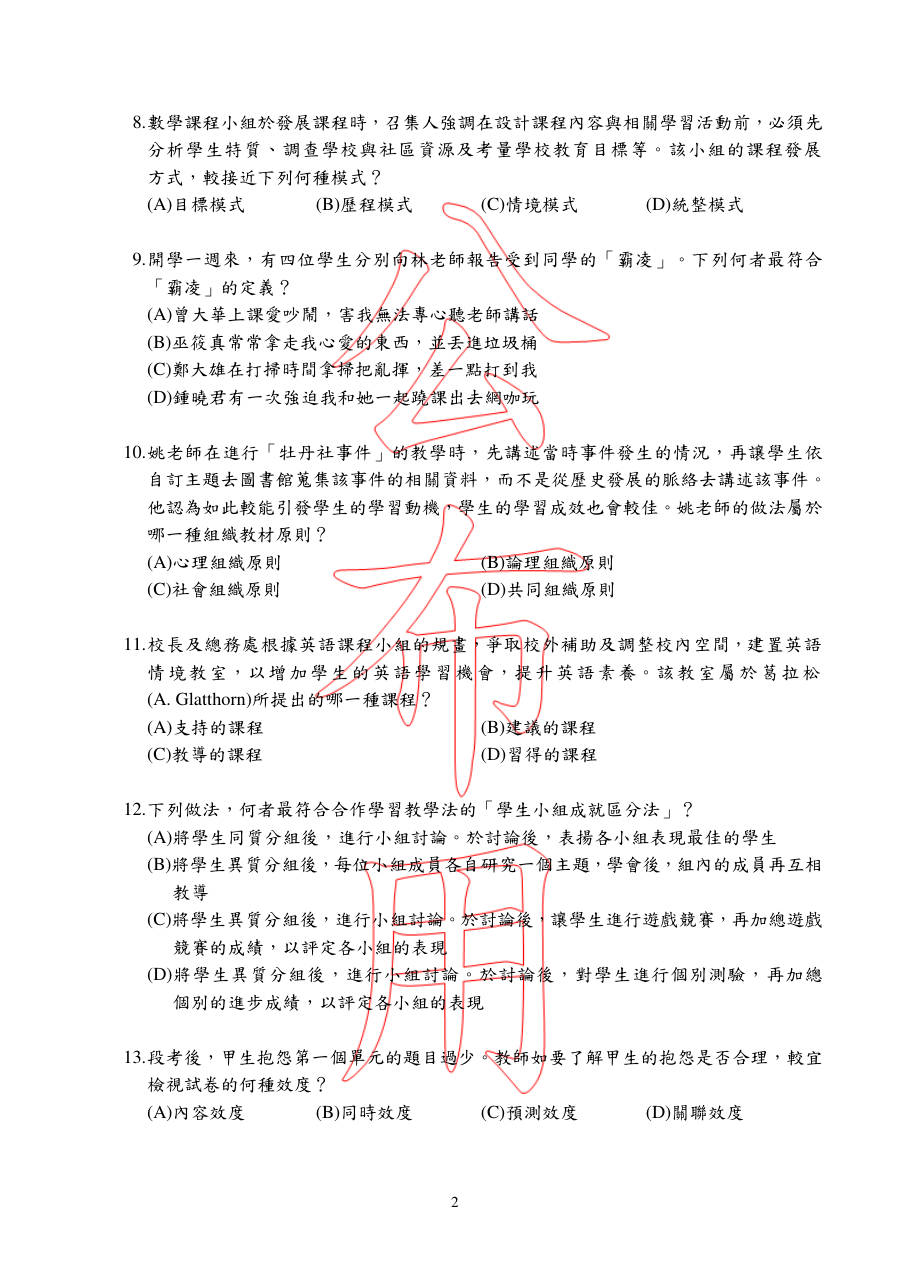 8.數學課程小組於發展課程時，召集人強調在設計課程內容與相關學習活動前，必須先
分析學生特質、調查學校與社區資源及考量學校教育目標等。該小組的課程發展
方式，較接近下列何種模式？
(A)目標模式 (B)歷程模式 (C)情境模式 (D)統整模式
9.開學一週來，有四位學生分別向林老師報告受到同學的「霸凌」。下列何者最符合
「霸凌」的定義？
(A)曾大華上課愛吵鬧，害我無法專心聽老師講話
(B)巫筱真常常拿走我心愛的東西，並丟進垃圾桶
(C)鄭大雄在打掃時間拿掃把亂揮，差一點打到我
(D)鍾曉君有一次強迫我和她一起蹺課出去網咖玩
10.姚老師在進行「牡丹社事件」的教學時，先講述當時事件發生的情況，再讓學生依
自訂主題去圖書館蒐集該事件的相關資料，而不是從歷史發展的脈絡去講述該事件。
他認為如此較能引發學生的學習動機，學生的學習成效也會較佳。姚老師的做法屬於
哪一種組織教材原則？
(A)心理組織原則 (B)論理組織原則
(C)社會組織原則 (D)共同組織原則
11.校長及總務處根據英語課程小組的規畫，爭取校外補助及調整校內空間，建置英語
情境教室，以增加學生的英語學習機會，提升英語素養。該教室屬於葛拉松
(A. Glatthorn)所提出的哪一種課程？
(A)支持的課程 (B)建議的課程
(C)教導的課程 (D)習得的課程
12.下列做法，何者最符合合作學習教學法的「學生小組成就區分法」？
(A)將學生同質分組後，進行小組討論。於討論後，表揚各小組表現最佳的學生
(B)將學生異質分組後，每位小組成員各自研究一個主題，學會後，組內的成員再互相
教導
(C)將學生異質分組後，進行小組討論。於討論後，讓學生進行遊戲競賽，再加總遊戲
競賽的成績，以評定各小組的表現
(D)將學生異質分組後，進行小組討論。於討論後，對學生進行個別測驗，再加總
個別的進步成績，以評定各小組的表現
13.段考後，甲生抱怨第一個單元的題目過少。教師如要了解甲生的抱怨是否合理，較宜
檢視試卷的何種效度？
(A)內容效度 (B)同時效度 (C)預測效度 (D)關聯效度
2
公布用